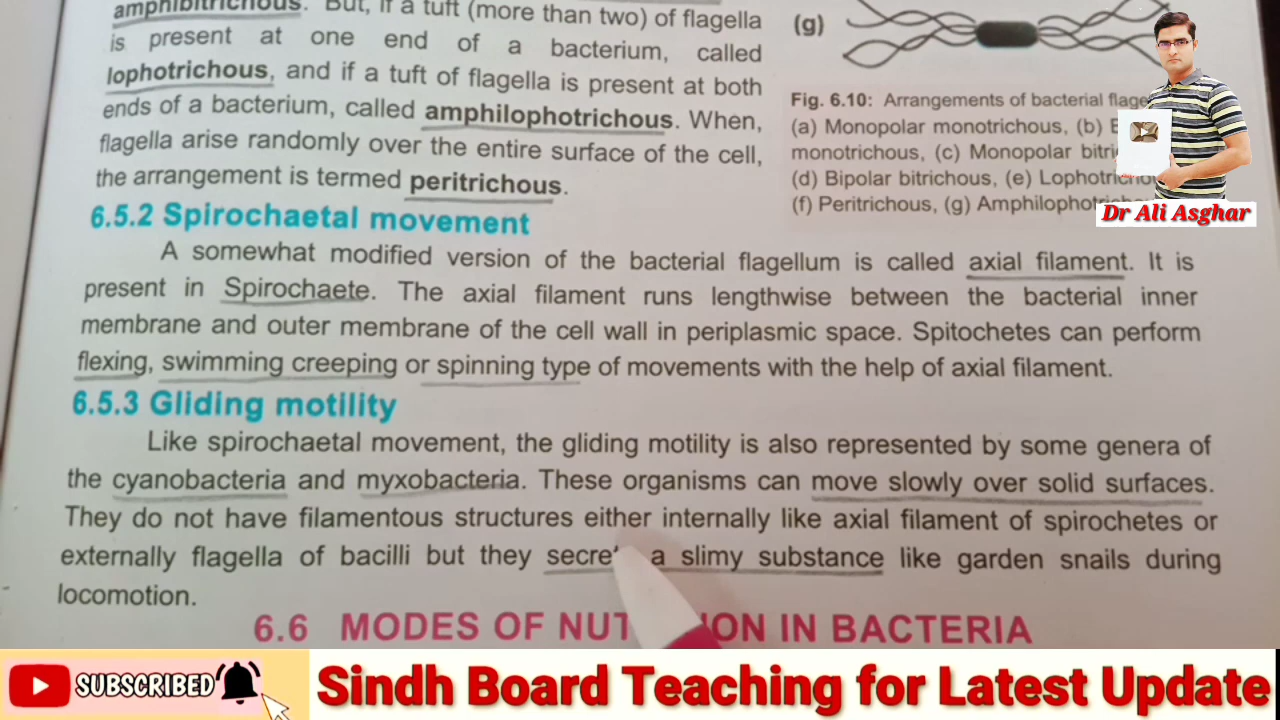 amphibitrichous. But, if a tuft (more than two) of flagella
is present at one end of a bacterium, called
lophotrichous, and if a tuft of flagella is present at both
ends of a bacterium, called amphilophotrichous. When,
flagella arise randomly over the entire surface of the cell,
the arrangement is termed peritrichous.
(g)
Fig. 6.10: Arrangements of bacterial
(a) Monopolar monotrichous, (b)
monotrichous, (c) Monopolar
(d) Bipolar bitrichous, (e)
(f) Peritrichous, (g)
Dr Ali Asghar
6.5.2 Spirochaetal movement
A somewhat modified version of the bacterial flagellum is called axial filament. It is
present in Spirochaete. The axial filament runs lengthwise between the bacterial inner
membrane and outer membrane of the cell wall in periplasmic space. Spitochetes can perform
flexing, swimming creeping or spinning type of movements with the help of axial filament.
6.5.3 Gliding motility
Like spirochaetal movement, the gliding motility is also represented by some genera of
the cyanobacteria and myxobacteria. These organisms can move slowly over solid surfaces.
They do not have filamentous structures either internally like axial filament of spirochetes or
externally flagella of bacilli but they a slimy substance like garden snails during
locomotion.
6.6 MODES OF IN BACTERIA
SUBSCRIBED
Sindh Board Teaching for Latest Update